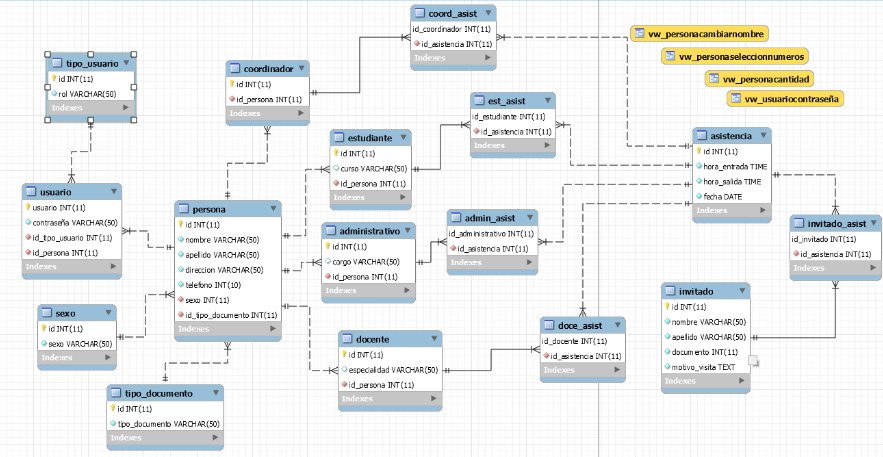 coord_asist
id_coordinador INT(11)
id_asistencia INT(11)
Indexes
vw_personacambiarnombre
vw_personaseleccionnumeros
vw_personacantidad
vw_usuariocontraseña
tipo_usuario
id INT(11)
rol VARCHAR(50)
Indexes
coordinador
id INT(11)
id_persona INT(11)
Indexes
est_asist
id_estudiante INT(11)
id_asistencia INT(11)
Indexes
estudiante
id INT(11)
curso VARCHAR(50)
id_persona INT(11)
Indexes
asistencia
id INT(11)
hora_entrada TIME
hora_salida TIME
fecha DATE
Indexes
usuario
usuario INT(11)
contraseña VARCHAR(50)
id_tipo_usuario INT(11)
id_persona INT(11)
Indexes
persona
id INT(11)
nombre VARCHAR(50)
apellido VARCHAR(50)
direccion VARCHAR(50)
telefono INT(10)
sexo INT(11)
id_tipo_documento INT(11)
Indexes
administrativo
id INT(11)
cargo VARCHAR(50)
id_persona INT(11)
Indexes
admin_asist
id_administrativo INT(11)
id_asistencia INT(11)
Indexes
invitado_asist
id_invitado INT(11)
id_asistencia INT(11)
Indexes
sexo
id INT(11)
sexo VARCHAR(50)
Indexes
docente
id INT(11)
especialidad VARCHAR(50)
id_persona INT(11)
Indexes
doce_asist
id_docente INT(11)
id_asistencia INT(11)
Indexes
invitado
id INT(11)
nombre VARCHAR(50)
apellido VARCHAR(50)
documento INT(11)
motivo_visita TEXT
Indexes
tipo_documento
id INT(11)
tipo_documento VARCHAR(50)
Indexes